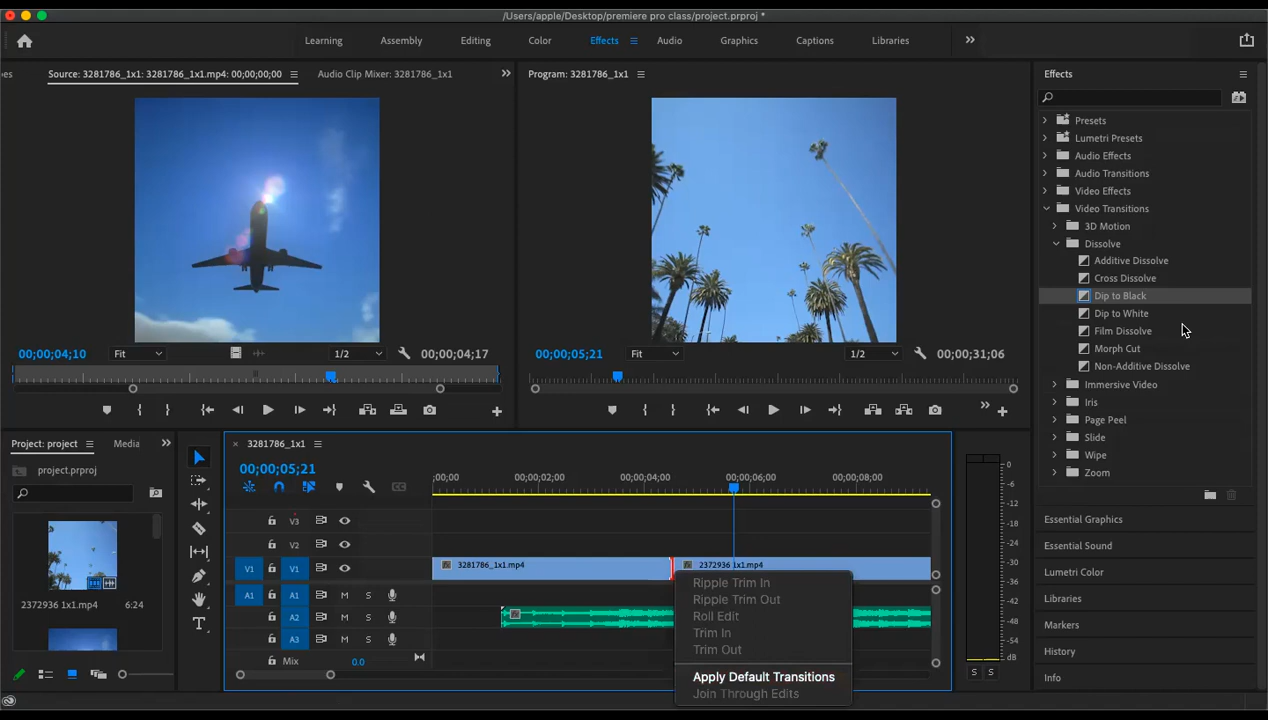 /Users/apple/Desktop/premiere pro class/project.prproj *
Learning
Assembly
Editing
Color
Effects
Audio
Graphics
Captions
Libraries
es
Source: 3281786_1x1: 3281786_1x1.mp4: 00;00;00;00
Audio Clip Mixer: 3281786_1x1
Program: 3281786_1x1
00;00;04;10
Fit
1/2
00;00;04;17
00;00;05;21
Fit
1/2
00;00;31;06
Effects
Presets
Lumetri Presets
Audio Effects
Audio Transitions
Video Effects
Video Transitions
3D Motion
Dissolve
Additive Dissolve
Cross Dissolve
Dip to Black
Dip to White
Film Dissolve
Morph Cut
Non-Additive Dissolve
Immersive Video
Iris
Page Peel
Slide
Wipe
Zoom
Essential Graphics
Essential Sound
Lumetri Color
Libraries
Markers
History
Info
Project: project
Media
project.prproj
2372936 1x1.mp4
6:24
3281786_1x1
00;00;05;21
;00;00
00;00;02;00
00;00;04;00
00;00;06;00
00;00;08;00
V3
V2
V1
V1
3281786_1x1.mp4
2372936 1x1.mp4
A1
A1
M
S
A2
M
S
A3
M
S
Mix
0.0
Ripple Trim In
Ripple Trim Out
Roll Edit
Trim In
Trim Out
Apply Default Transitions
Join Through Edits
0
-6
-12
-18
-24
-30
-36
-42
-48
-54
dB
S
S